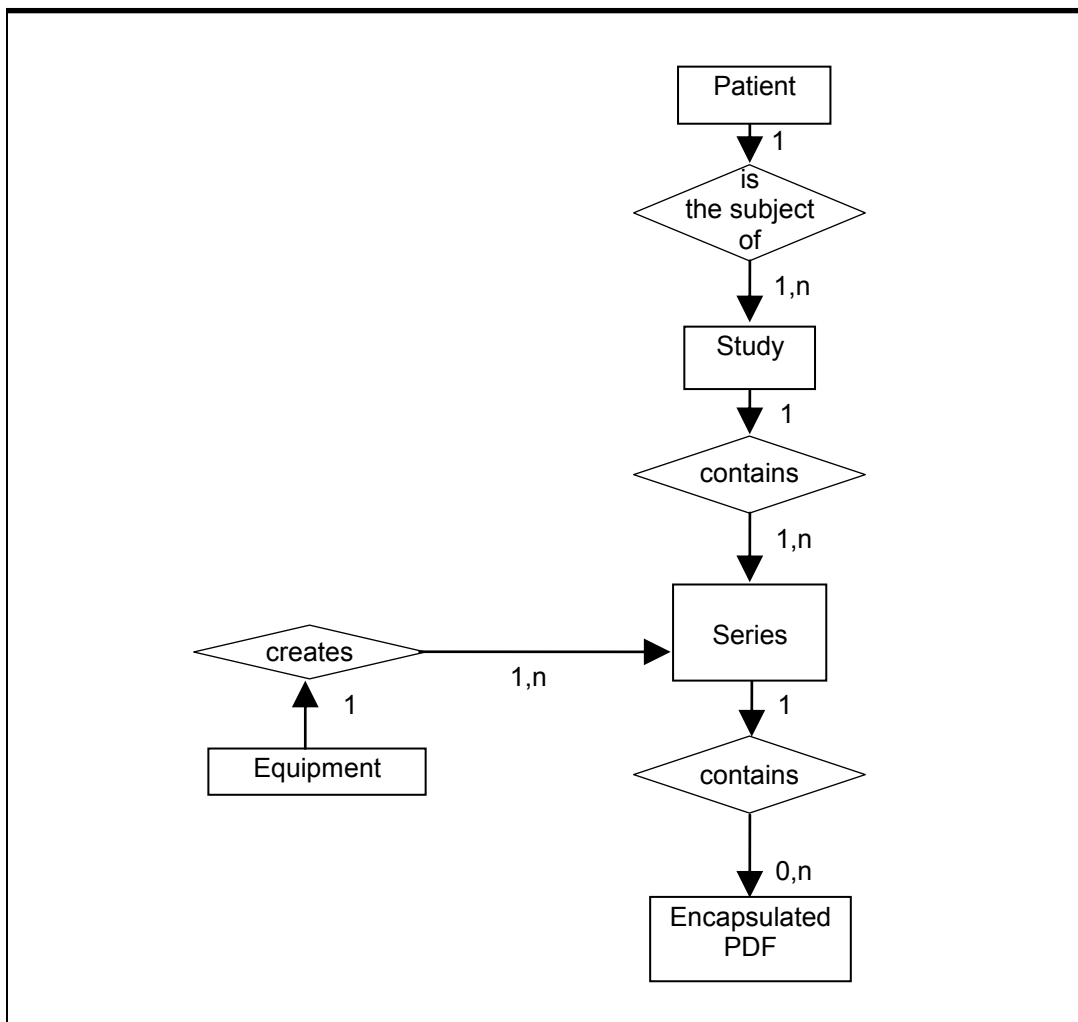 Patient
1
is
the subject
of
1,n
Study
1
contains
1,n
Series
creates
1,n
1
Equipment
1
contains
0,n
Encapsulated
PDF